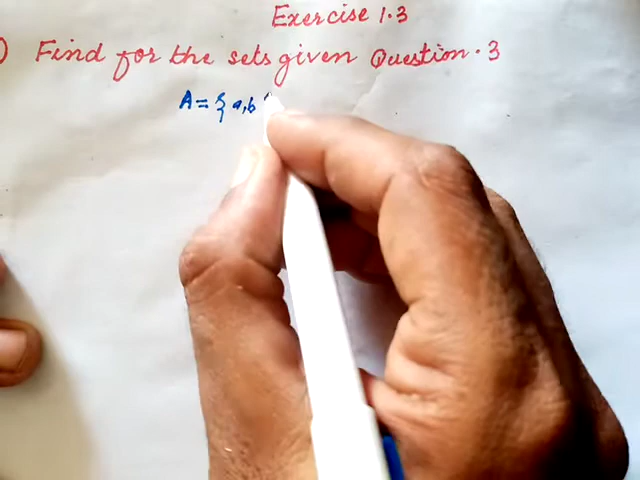 Exercise 1.3
) Find for the sets given Question. 3
A = { a, b